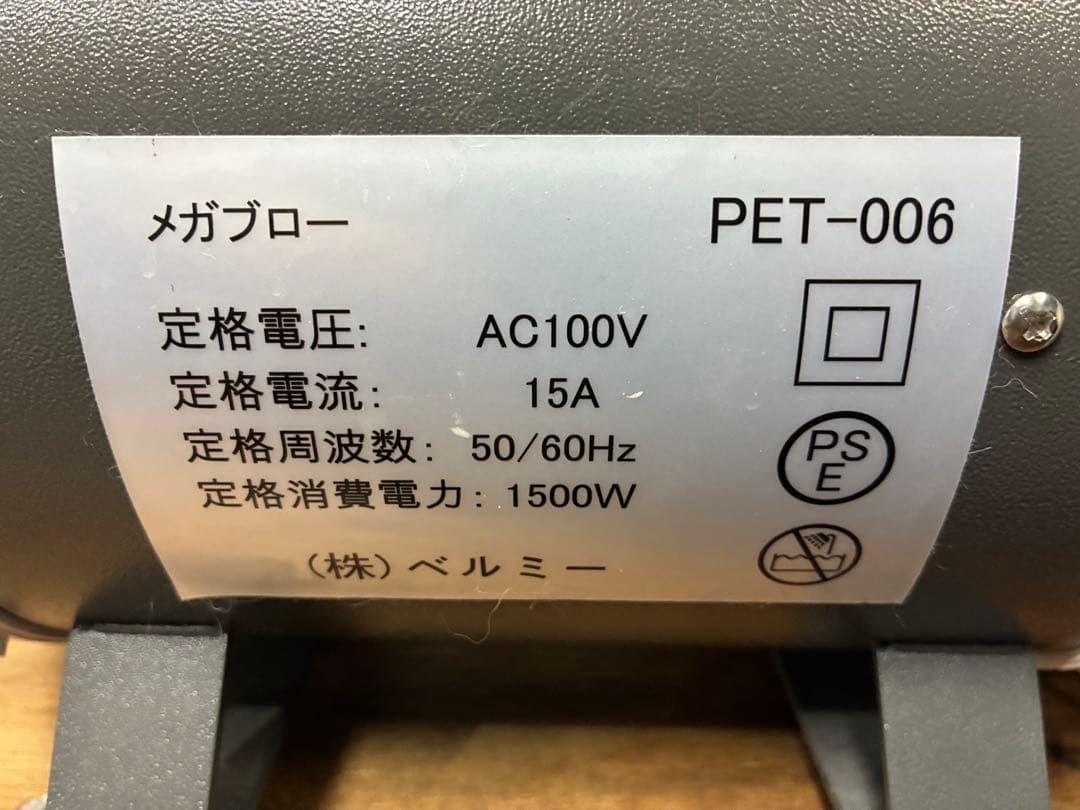 メガブロー PET-006
定格電圧: AC100V
定格電流: 15A
定格周波数: 50/60Hz
定格消費電力: 1500W
PS
E
(株)ベルミー